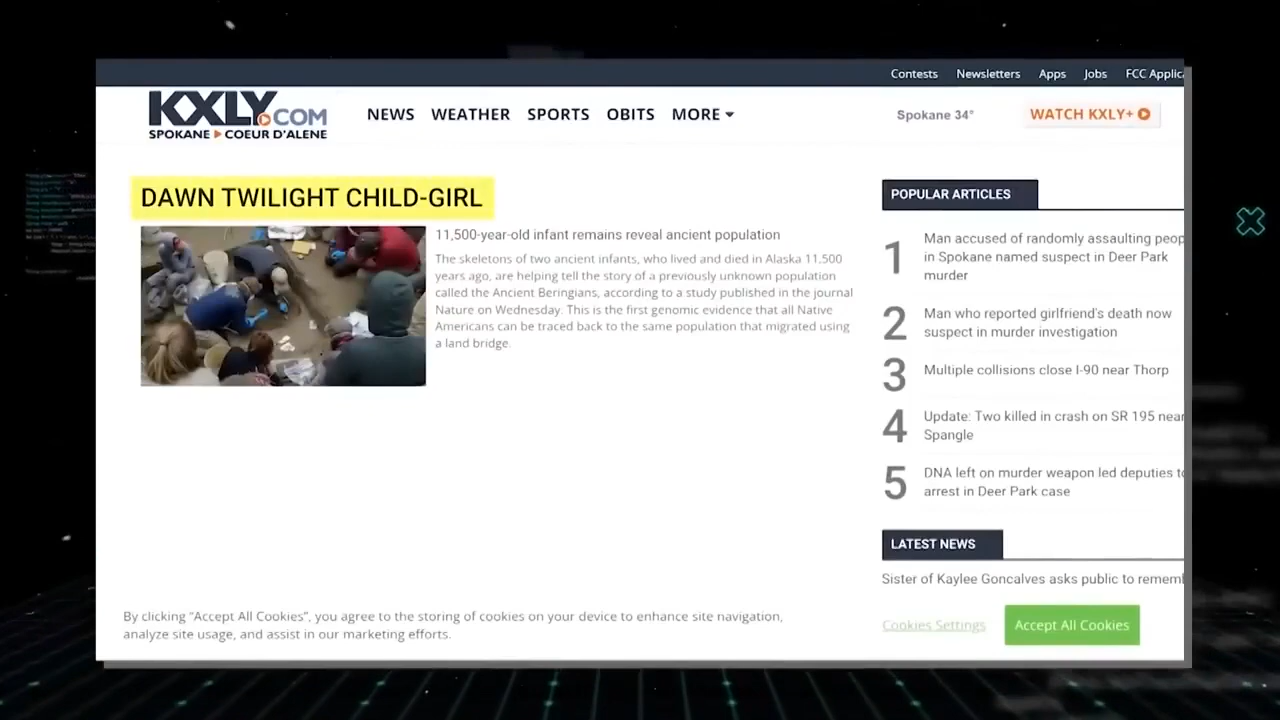 Contests Newsletters Apps Jobs FCC Applica
KXLY.COM
SPOKANE COEUR D'ALENE
NEWS WEATHER SPORTS OBITS MORE
Spokane 34°
WATCH KXLY+
DAWN TWILIGHT CHILD-GIRL
11,500-year-old infant remains reveal ancient population
The skeletons of two ancient infants, who lived and died in Alaska 11,500
years ago, are helping tell the story of a previously unknown population
called the Ancient Beringians, according to a study published in the journal
Nature on Wednesday. This is the first genomic evidence that all Native
Americans can be traced back to the same population that migrated using
a land bridge.
POPULAR ARTICLES
1 Man accused of randomly assaulting peop
in Spokane named suspect in Deer Park
murder
2 Man who reported girlfriend's death now
suspect in murder investigation
3 Multiple collisions close I-90 near Thorp
4 Update: Two killed in crash on SR 195 near
Spangle
5 DNA left on murder weapon led deputies to
arrest in Deer Park case
LATEST NEWS
Sister of Kaylee Goncalves asks public to rememb
By clicking “Accept All Cookies”, you agree to the storing of cookies on your device to enhance site navigation,
analyze site usage, and assist in our marketing efforts.
Cookies Settings
Accept All Cookies